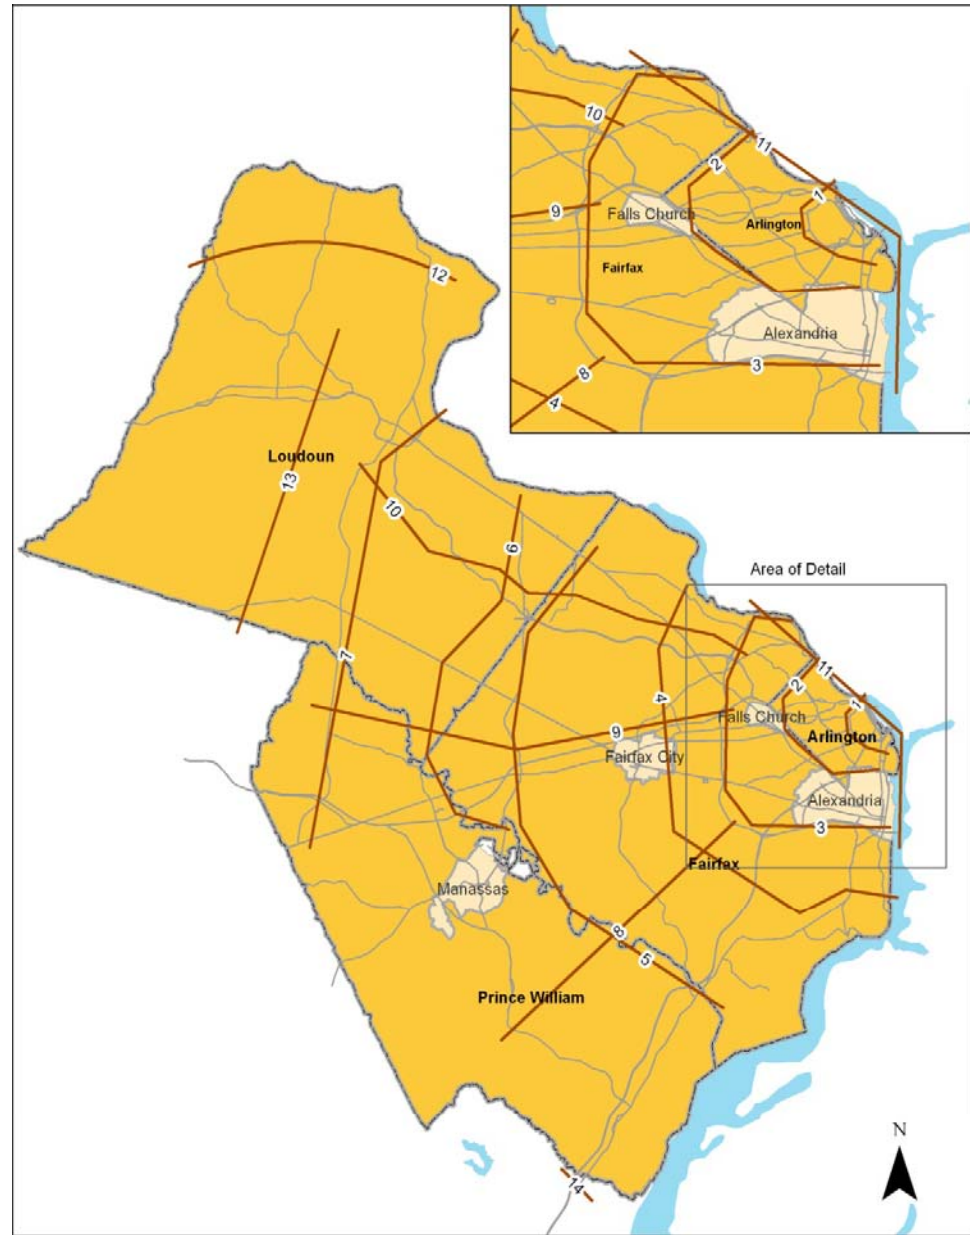 10
11
2
1
9
Falls Church
Arlington
Fairfax
Alexandria
3
8
4
12
Loudoun
13
10
6
Area of Detail
7
4
11
2
1
9
Falls Church
Arlington
Fairfax City
Alexandria
3
Fairfax
Manassas
8
5
Prince William
N
14